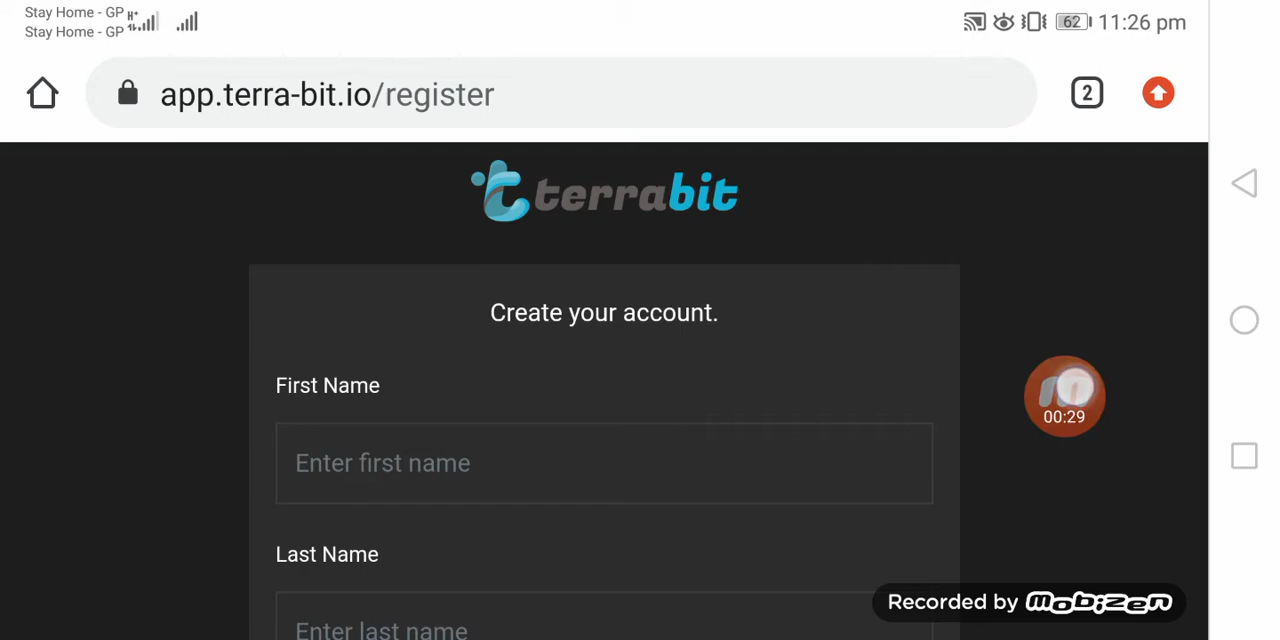 Stay Home - GP
Stay Home - GP
62 11:26 pm
app.terra-bit.io/register
2
terrabit
Create your account.
First Name
Enter first name
00:29
Last Name
Enter last name
Recorded by mobizen